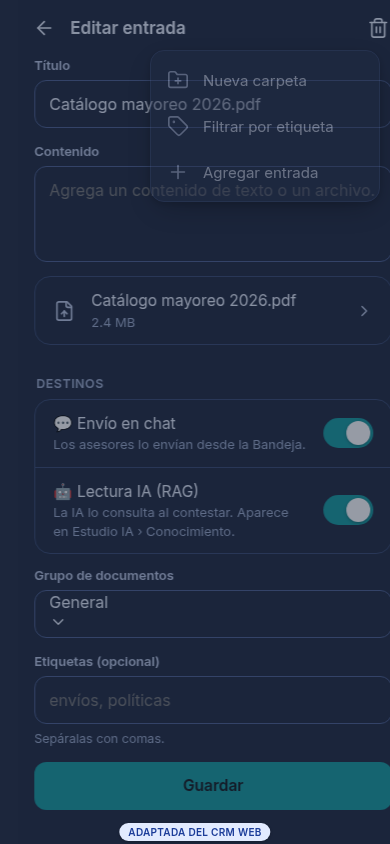 Editar entrada
Título
Catálogo mayoreo 2026.pdf
Nueva carpeta
Filtrar por etiqueta
Agregar entrada
Contenido
Agrega un contenido de texto o un archivo.
Catálogo mayoreo 2026.pdf
2.4 MB
DESTINOS
💬 Envío en chat
Los asesores lo envían desde la Bandeja.
🤖 Lectura IA (RAG)
La IA lo consulta al contestar. Aparece
en Estudio IA › Conocimiento.
Grupo de documentos
General
Etiquetas (opcional)
envíos, políticas
Sepáralas con comas.
Guardar
ADAPTADA DEL CRM WEB